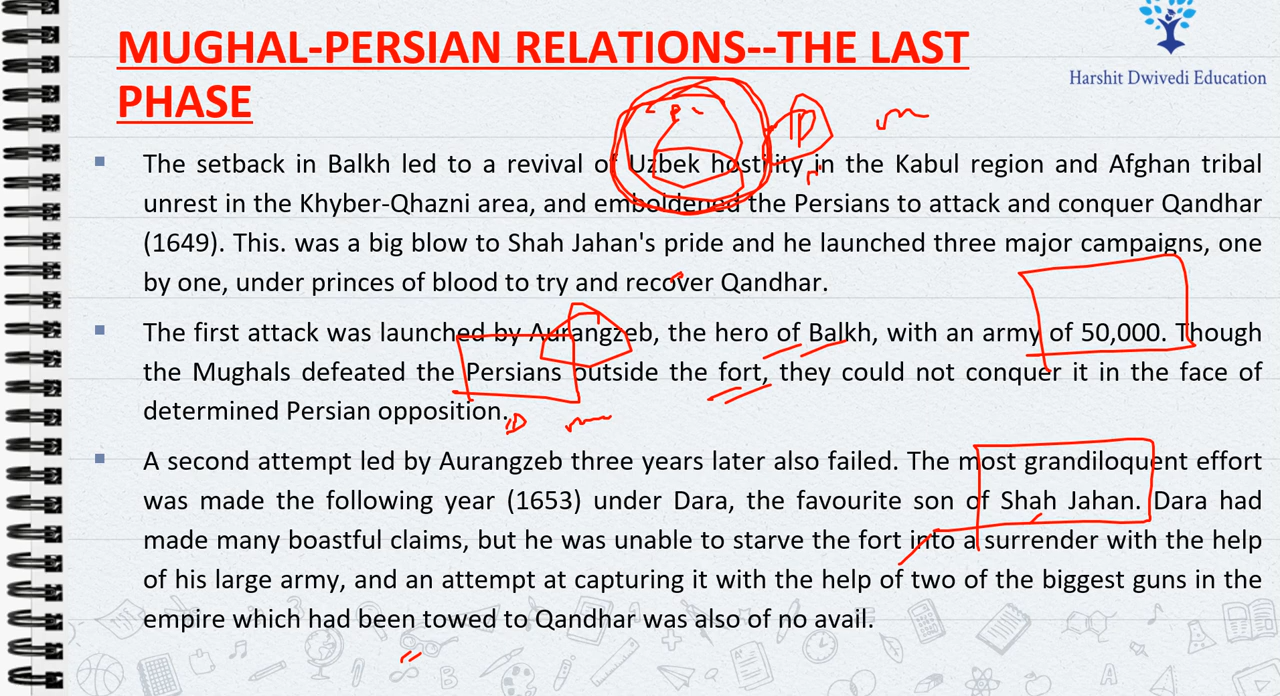 MUGHAL-PERSIAN RELATIONS--THE LAST
PHASE
Harshit Dwivedi Education
The setback in Balkh led to a revival of Uzbek hostility in the Kabul region and Afghan tribal
unrest in the Khyber-Qhazni area, and emboldened the Persians to attack and conquer Qandhar
(1649). This. was a big blow to Shah Jahan's pride and he launched three major campaigns, one
by one, under princes of blood to try and recover Qandhar.
The first attack was launched by Aurangzeb, the hero of Balkh, with an army of 50,000. Though
the Mughals defeated the Persians outside the fort, they could not conquer it in the face of
determined Persian opposition.
A second attempt led by Aurangzeb three years later also failed. The most grandiloquent effort
was made the following year (1653) under Dara, the favourite son of Shah Jahan. Dara had
made many boastful claims, but he was unable to starve the fort into a surrender with the help
of his large army, and an attempt at capturing it with the help of two of the biggest guns in the
empire which had been towed to Qandhar was also of no avail.